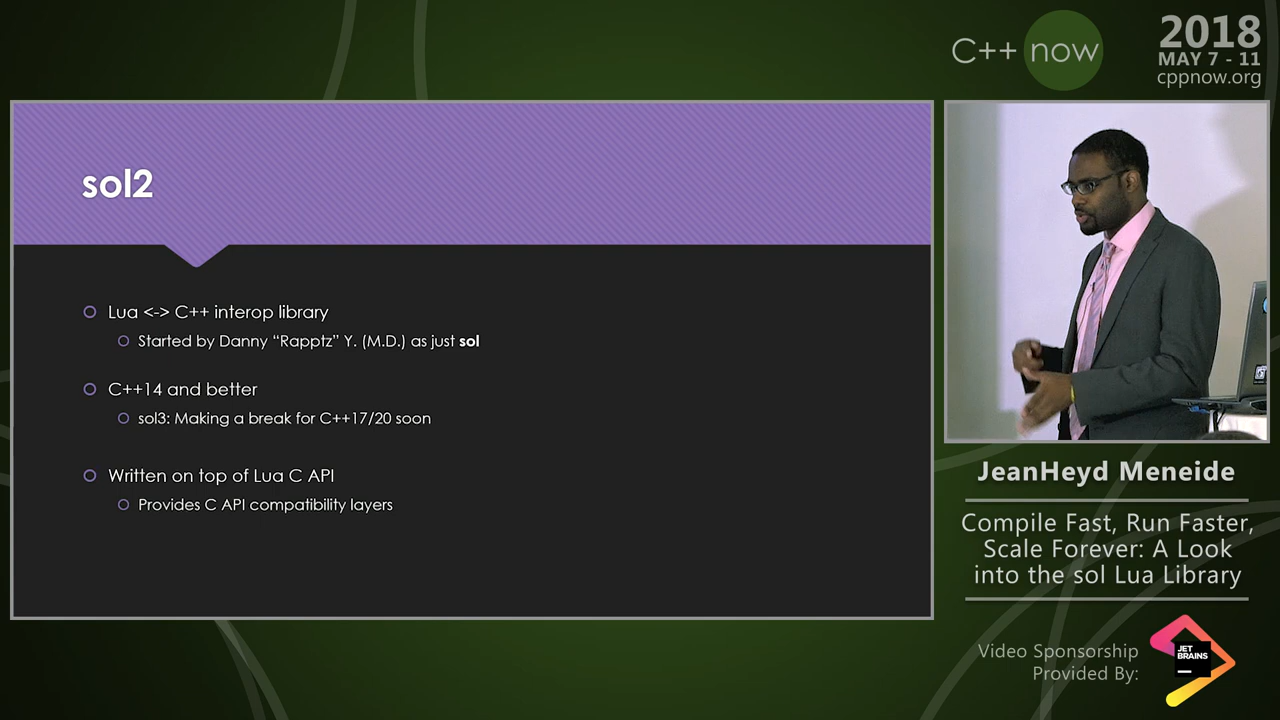 C++ now
2018
MAY 7 - 11
cppnow.org
sol2
Lua <-> C++ interop library
Started by Danny “Rapptz” Y. (M.D.) as just sol
C++14 and better
sol3: Making a break for C++17/20 soon
Written on top of Lua C API
Provides C API compatibility layers
JeanHeyd Meneide
Compile Fast, Run Faster,
Scale Forever: A Look
into the sol Lua Library
Video Sponsorship
Provided By:
JET
BRAINS